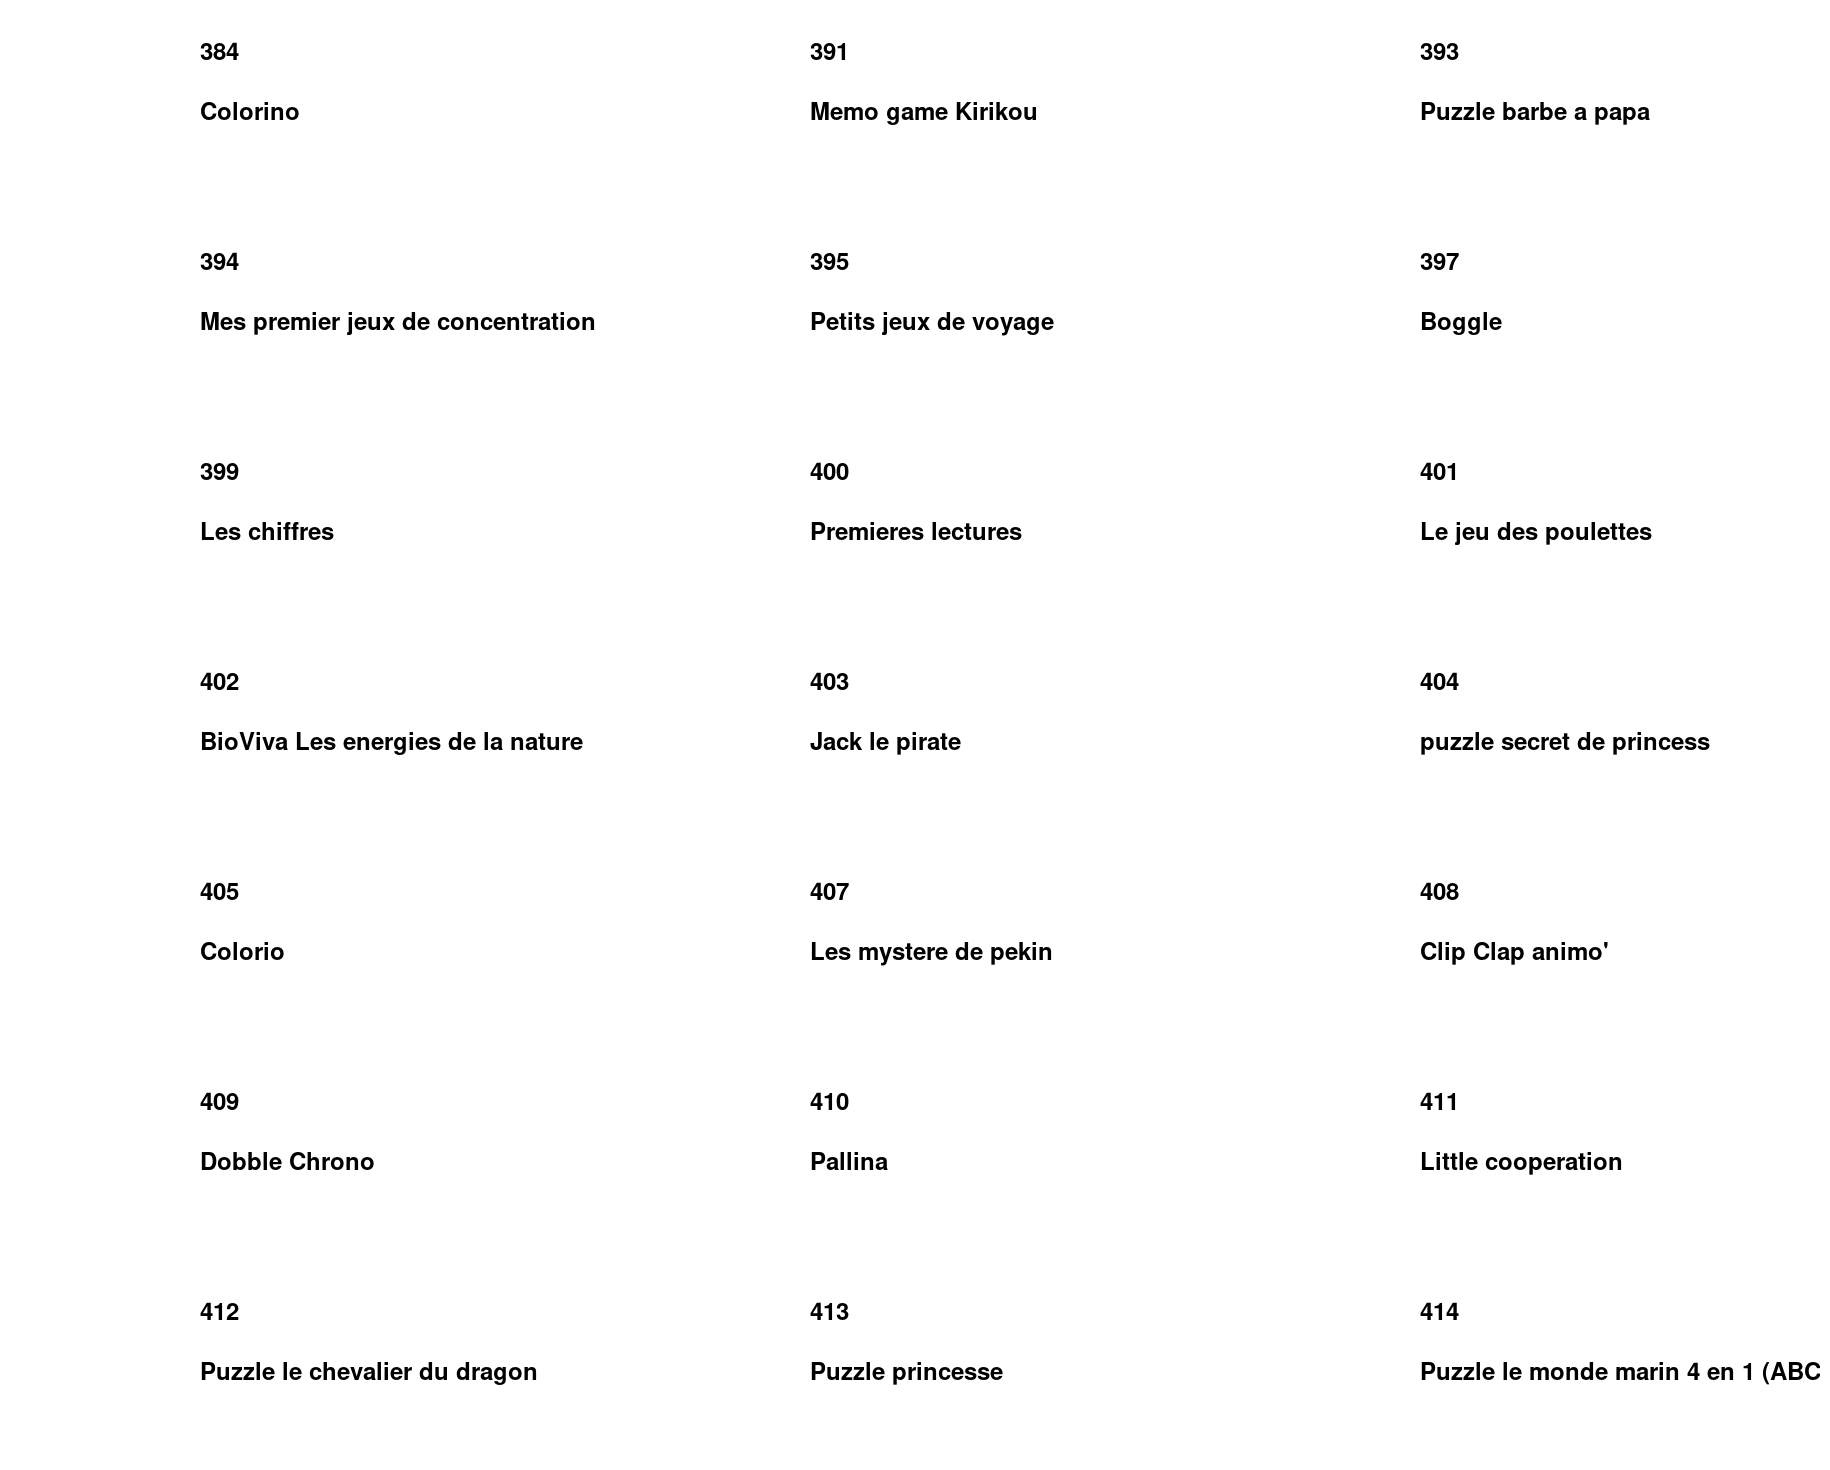 384
Colorino
391
Memo game Kirikou
393
Puzzle barbe a papa
394
Mes premier jeux de concentration
395
Petits jeux de voyage
397
Boggle
399
Les chiffres
400
Premieres lectures
401
Le jeu des poulettes
402
BioViva Les energies de la nature
403
Jack le pirate
404
puzzle secret de princess
405
Colorio
407
Les mystere de pekin
408
Clip Clap animo'
409
Dobble Chrono
410
Pallina
411
Little cooperation
412
Puzzle le chevalier du dragon
413
Puzzle princesse
414
Puzzle le monde marin 4 en 1 (ABC